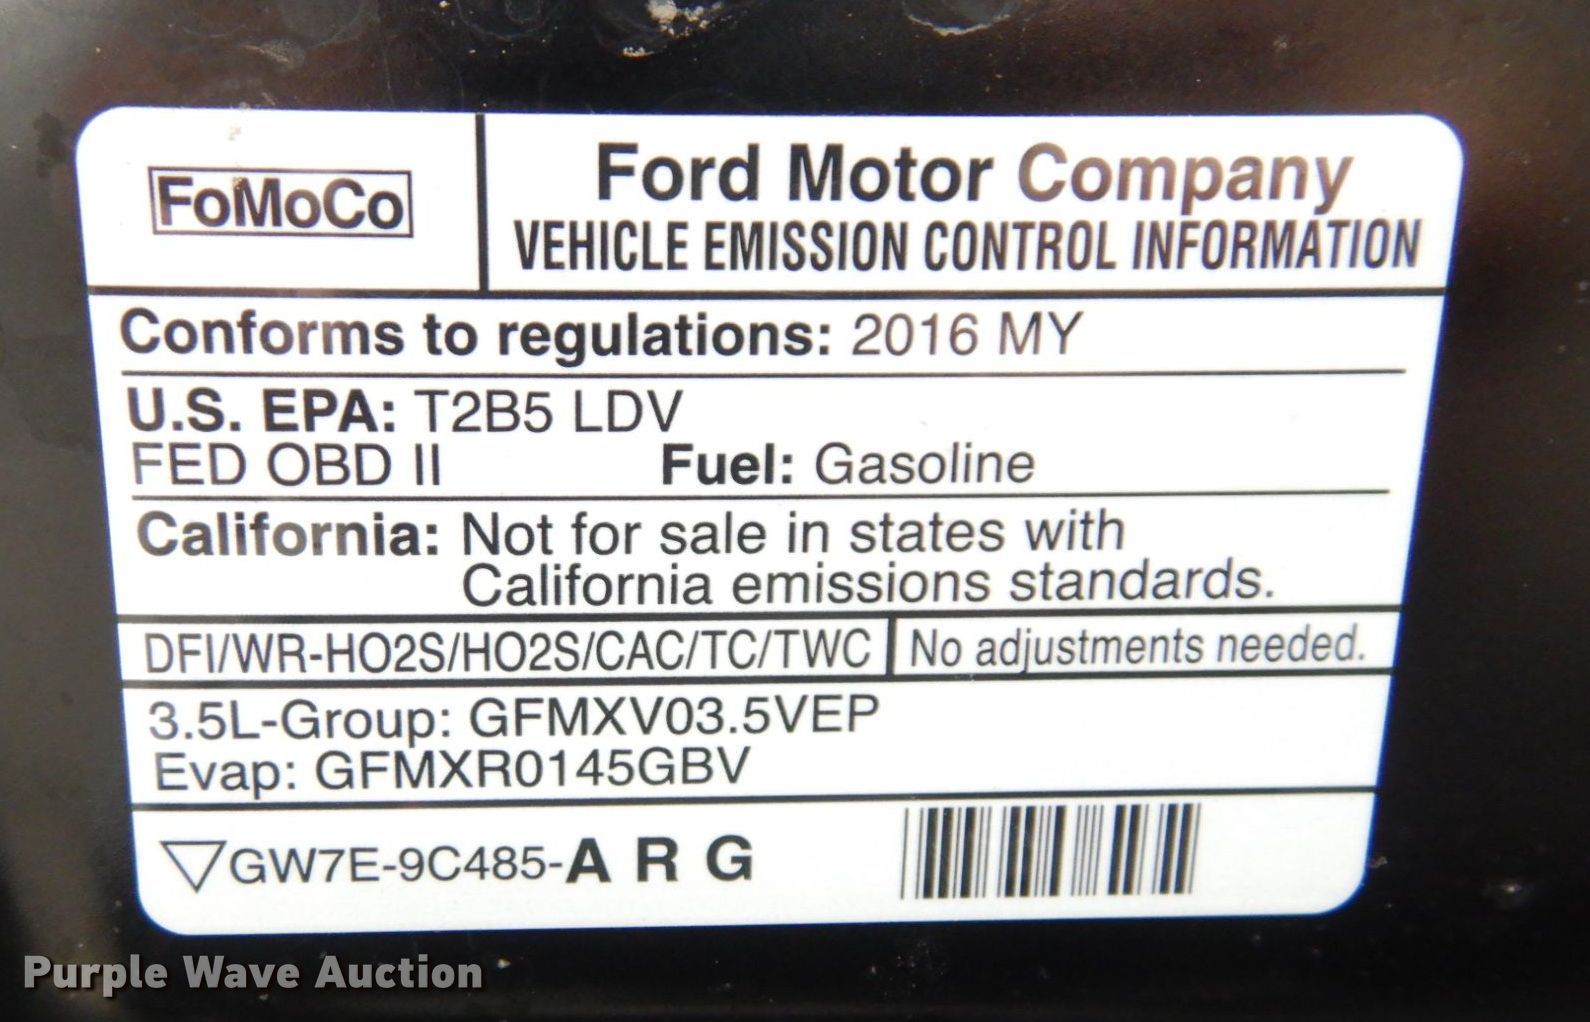 FoMoCo
Ford Motor Company
VEHICLE EMISSION CONTROL INFORMATION
Conforms to regulations: 2016 MY
U.S. EPA: T2B5 LDV
FED OBD II Fuel: Gasoline
California: Not for sale in states with
California emissions standards.
DFI/WR-HO2S/HO2S/CAC/TC/TWC
No adjustments needed.
3.5L-Group: GFMXV03.5VEP
Evap: GFMXR0145GBV
GW7E-9C485-A R G
Purple Wave Auction